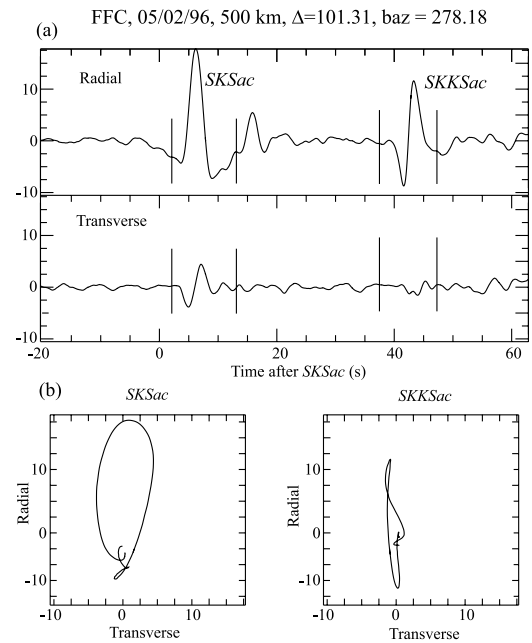 FFC, 05/02/96, 500 km, Δ=101.31, baz = 278.18
(a)
Radial
SKSac
SKKSac
10
0
-10
Transverse
10
0
-10
-20
0
20
40
60
Time after SKSac (s)
(b)
SKSac
SKKSac
Radial
10
0
-10
-10
0
10
Transverse
Radial
10
0
-10
-10
0
10
Transverse